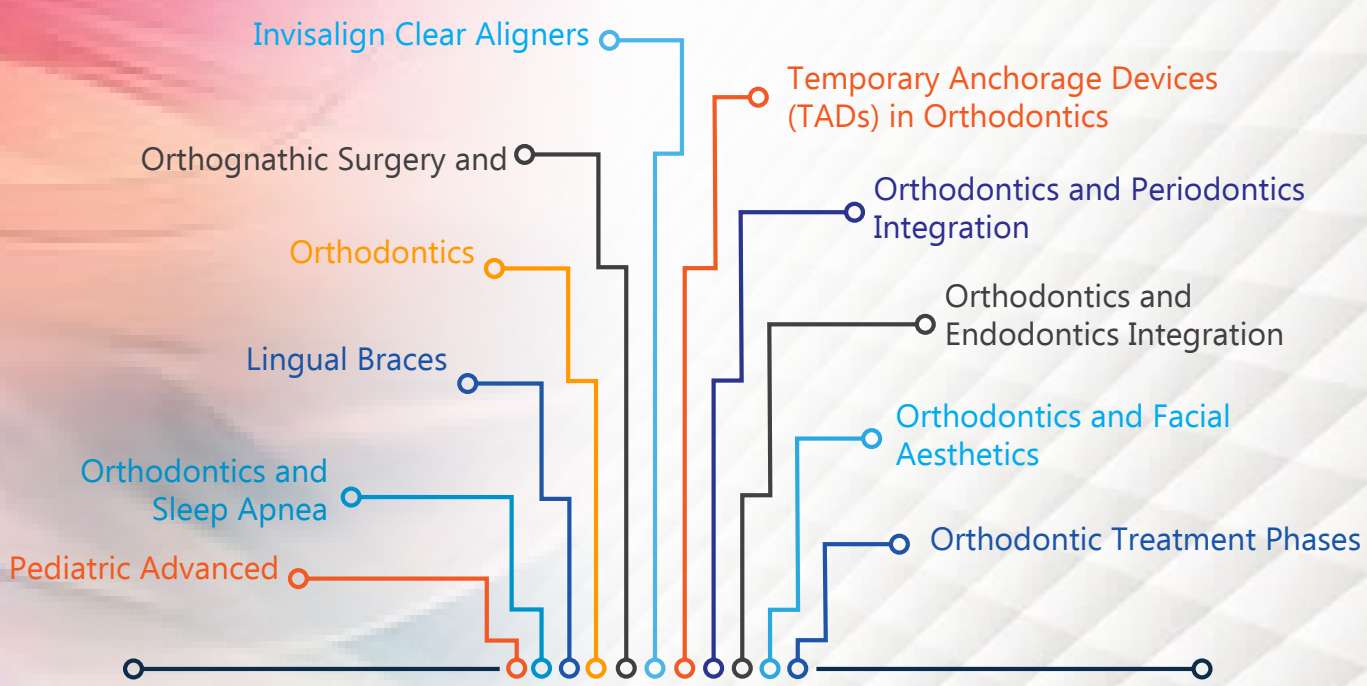 Invisalign Clear Aligners
Orthognathic Surgery and
Orthodontics
Lingual Braces
Orthodontics and
Sleep Apnea
Pediatric Advanced
Temporary Anchorage Devices
(TADs) in Orthodontics
Orthodontics and Periodontics
Integration
Orthodontics and
Endodontics Integration
Orthodontics and Facial
Aesthetics
Orthodontic Treatment Phases